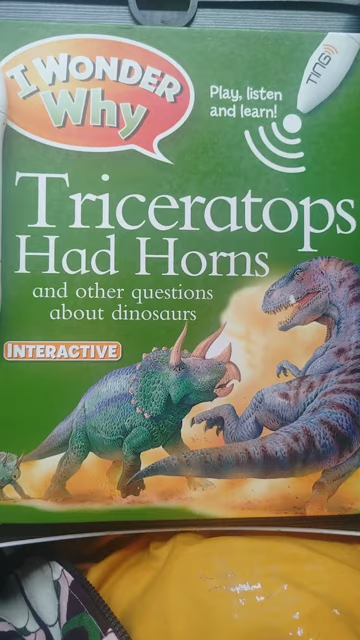 I WONDER
Why
Play, listen
and learn!
TING
Triceratops
Had Horns
and other questions
about dinosaurs
INTERACTIVE